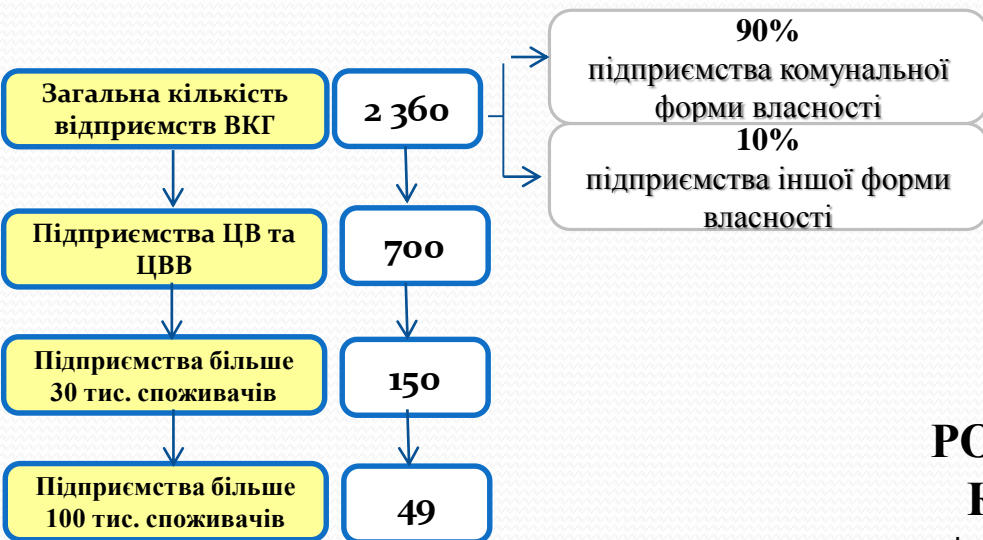 90%
підприємства комунальної
форми власності
Загальна кількість
відприємств ВКГ
2 360
10%
підприємства іншої форми
власності
Підприємства ЦВ та
ЦВВ
700
Підприємства більше
30 тис. споживачів
150
РО
Підприємства більше
100 тис. споживачів
49